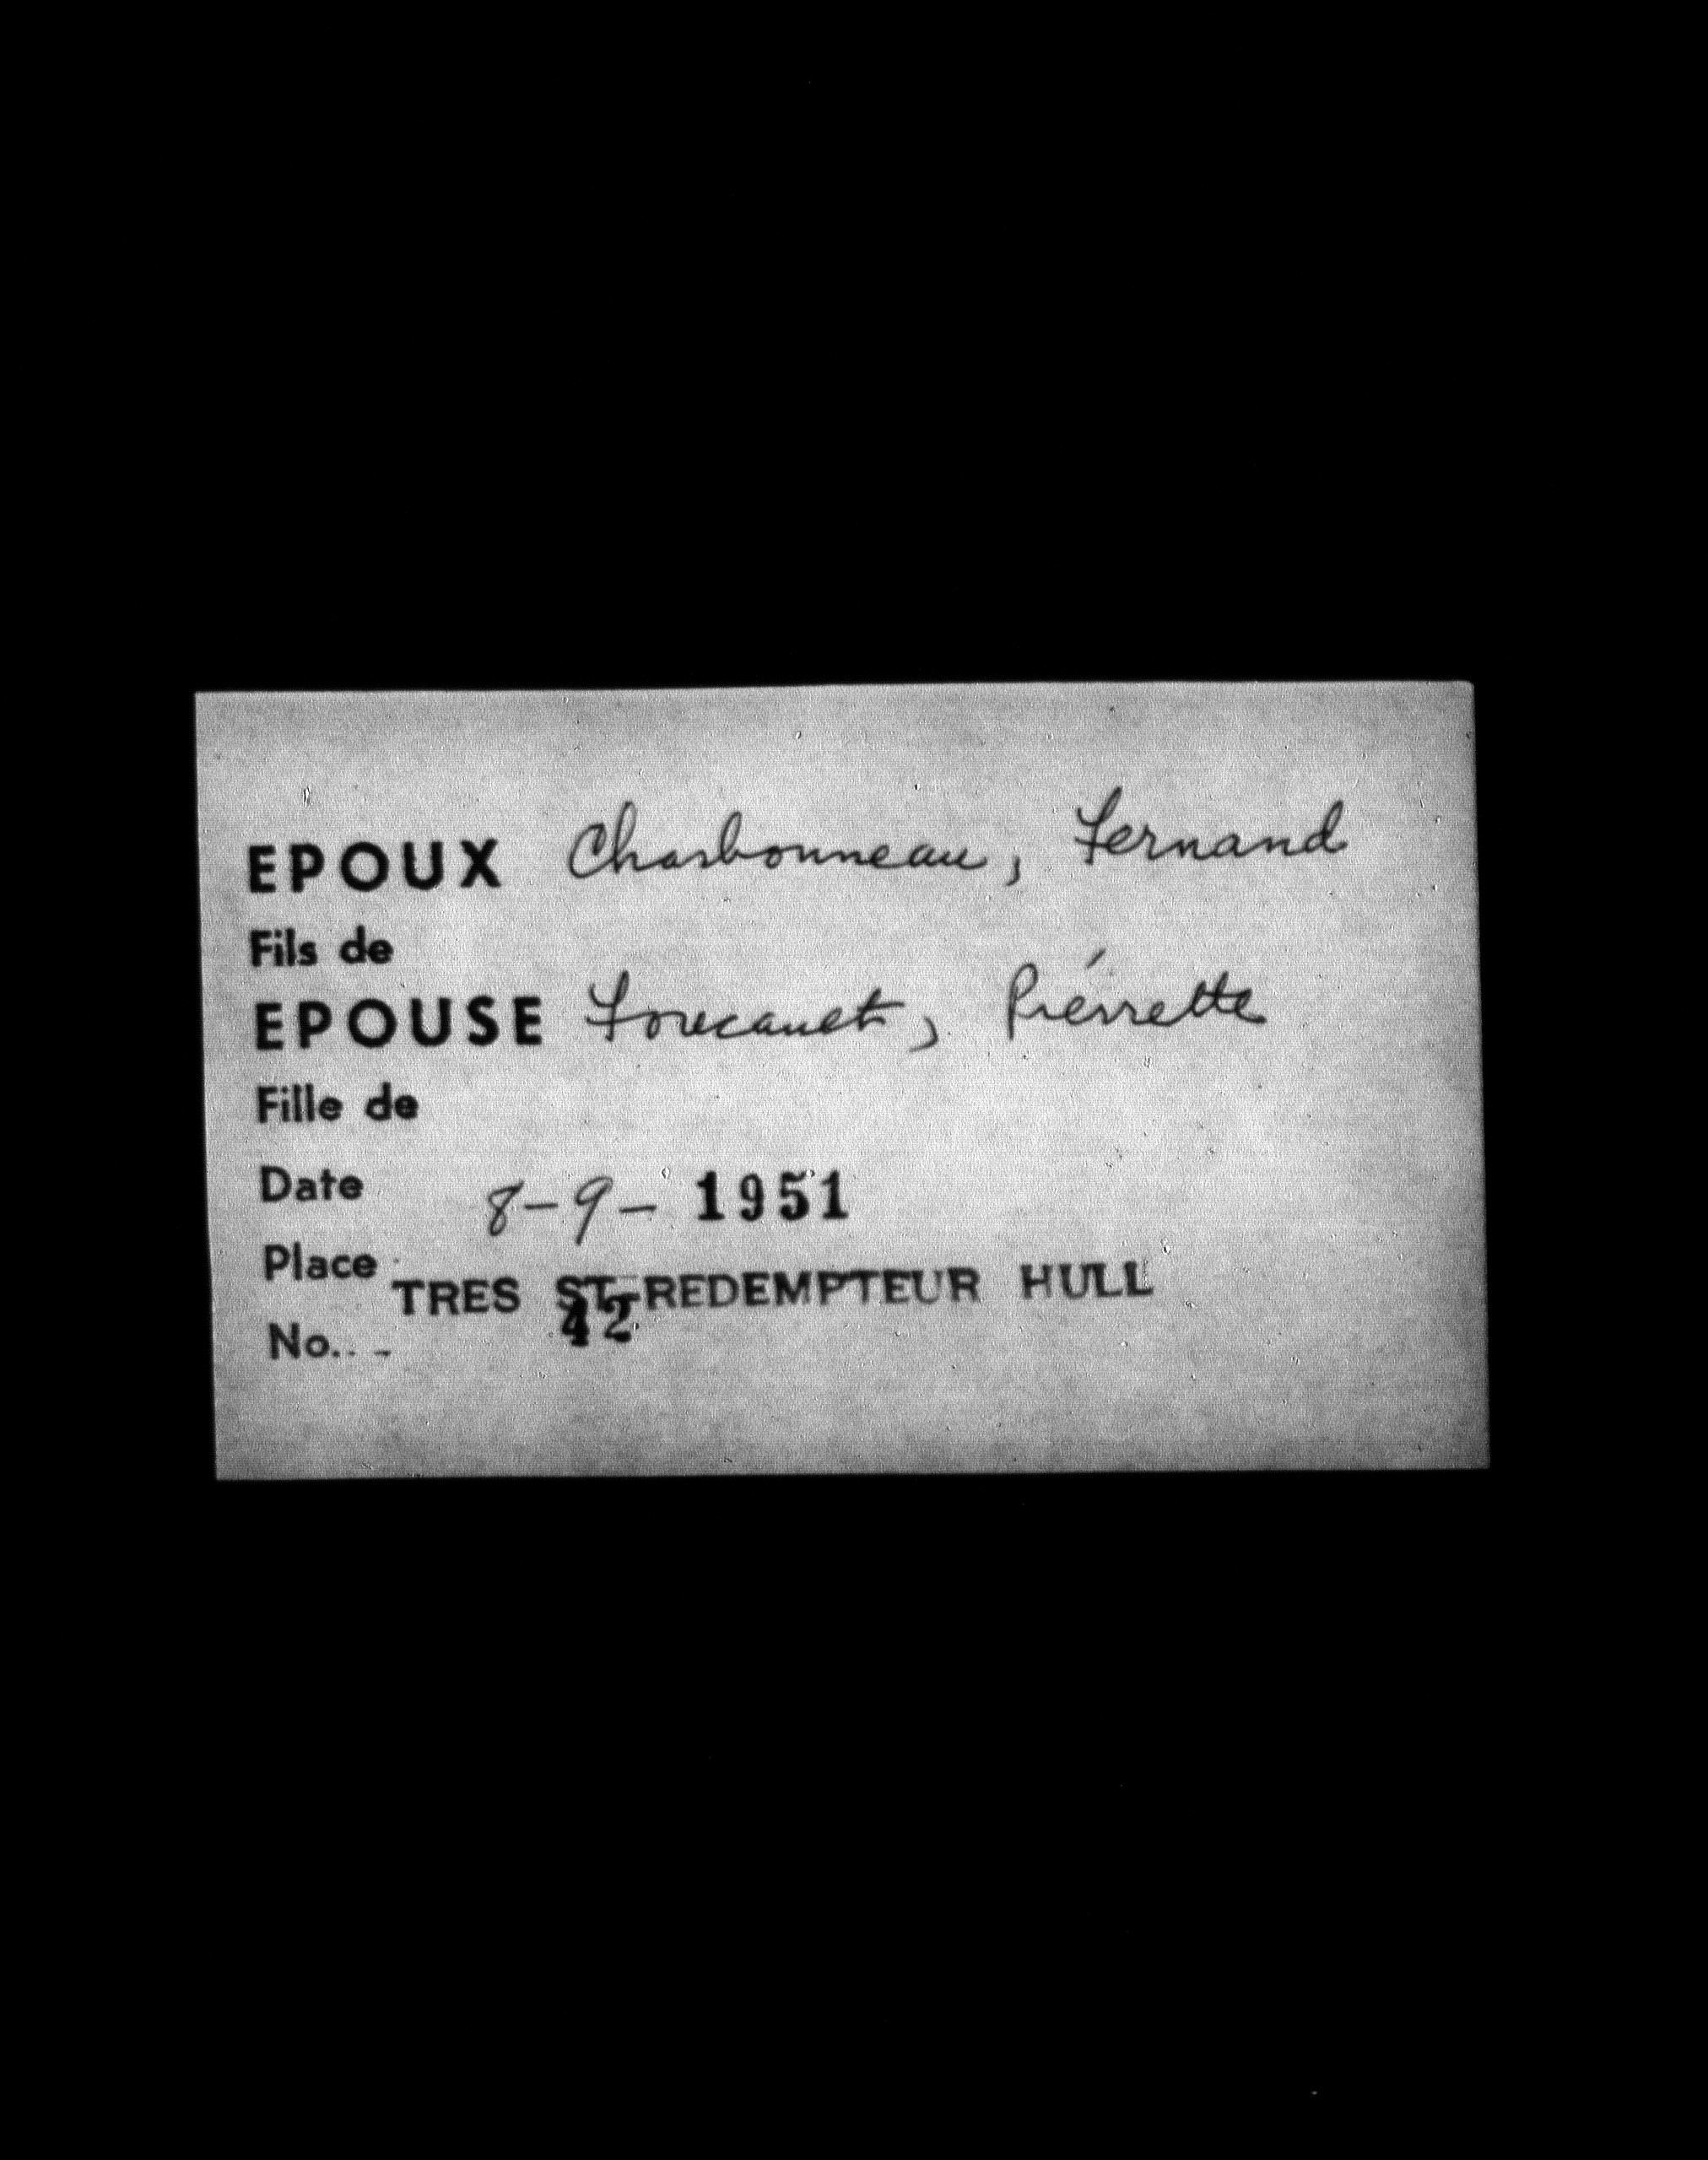 EPOUX Charbonneau, Fernand
Fils de
EPOUSE Pierrette
Fille de
Date 8-9- 1951
Place TRES ST-REDEMPTEUR HULL
No. 42